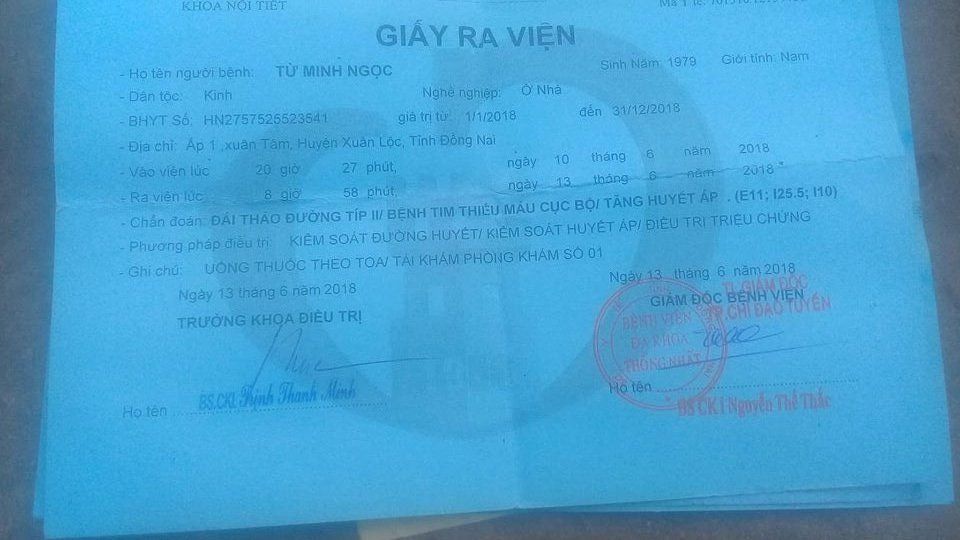 KHOA NỘI TIẾT
GIẤY RA VIỆN
- Họ tên người bệnh: TỪ MINH NGỌC Sinh Năm: 1979 Giới tính: Nam
- Dân tộc: Kinh Nghề nghiệp: Ở Nhà
- BHYT Số: HN2757525523541 giá trị từ: 1/1/2018 đến 31/12/2018
- Địa chỉ: Ấp 1 ,xuân Tâm, Huyện Xuân Lộc, Tỉnh Đồng Nai
- Vào viện lúc 20 giờ 27 phút, ngày 10 tháng 6 năm 2018
- Ra viện lúc 8 giờ 58 phút, ngày 13 tháng 6 năm 2018
- Chẩn đoán: ĐÁI THÁO ĐƯỜNG TÍP II/ BỆNH TIM THIẾU MÁU CỤC BỘ/ TĂNG HUYẾT ÁP . (E11; I25.5; I10)
- Phương pháp điều trị: KIỂM SOÁT ĐƯỜNG HUYẾT/ KIỂM SOÁT HUYẾT ÁP/ ĐIỀU TRỊ TRIỆU CHỨNG
- Ghi chú: UỐNG THUỐC THEO TOA/ TÁI KHÁM PHÒNG KHÁM SỐ 01
Ngày 13 tháng 6 năm 2018 Ngày 13 tháng 6 năm 2018
TRƯỞNG KHOA ĐIỀU TRỊ GIÁM ĐỐC BỆNH VIỆN
TL.GIÁM ĐỐC
TP.CHỈ ĐẠO TUYẾN
BỆNH VIỆN
ĐA KHOA
THỐNG NHẤT
Họ tên BS.CKI. Trịnh Thanh Minh Họ tên
BS CK I Nguyễn Thế Thắc